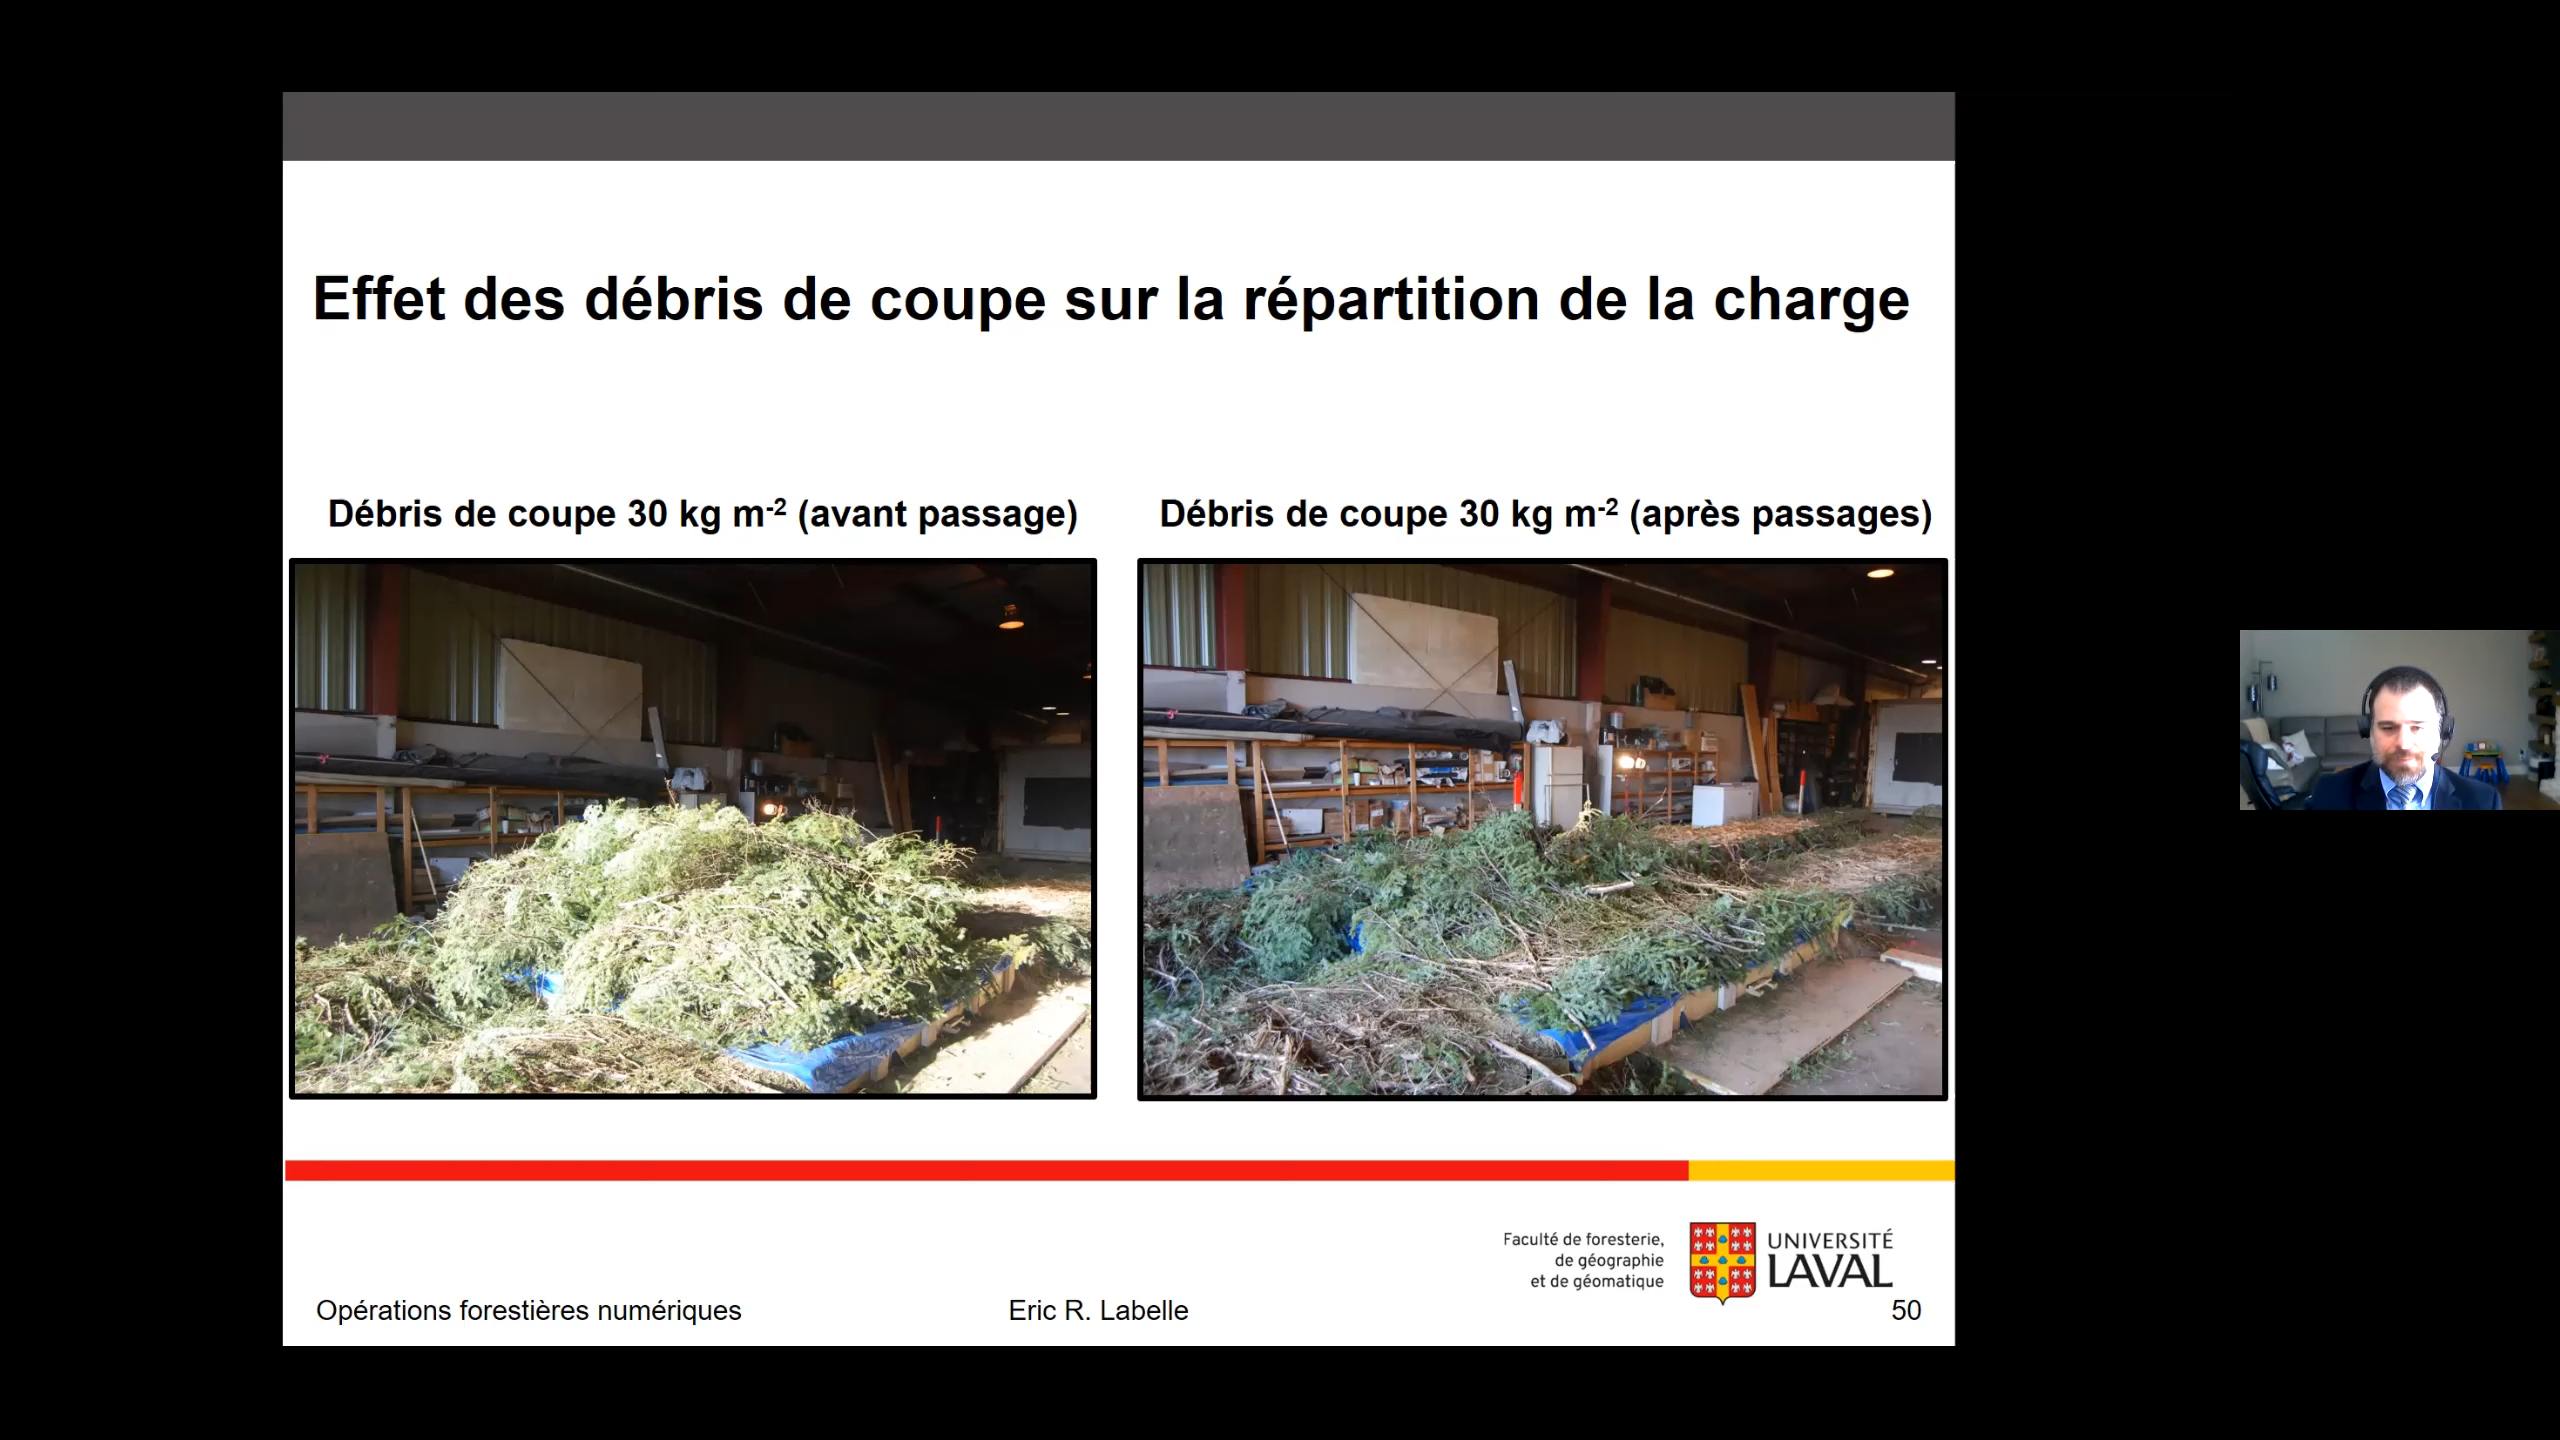 Effet des débris de coupe sur la répartition de la charge
Débris de coupe 30 kg m-2 (avant passage)
Débris de coupe 30 kg m-2 (après passages)
Faculté de foresterie,
de géographie
et de géomatique
UNIVERSITÉ
LAVAL
Opérations forestières numériques
Eric R. Labelle
50